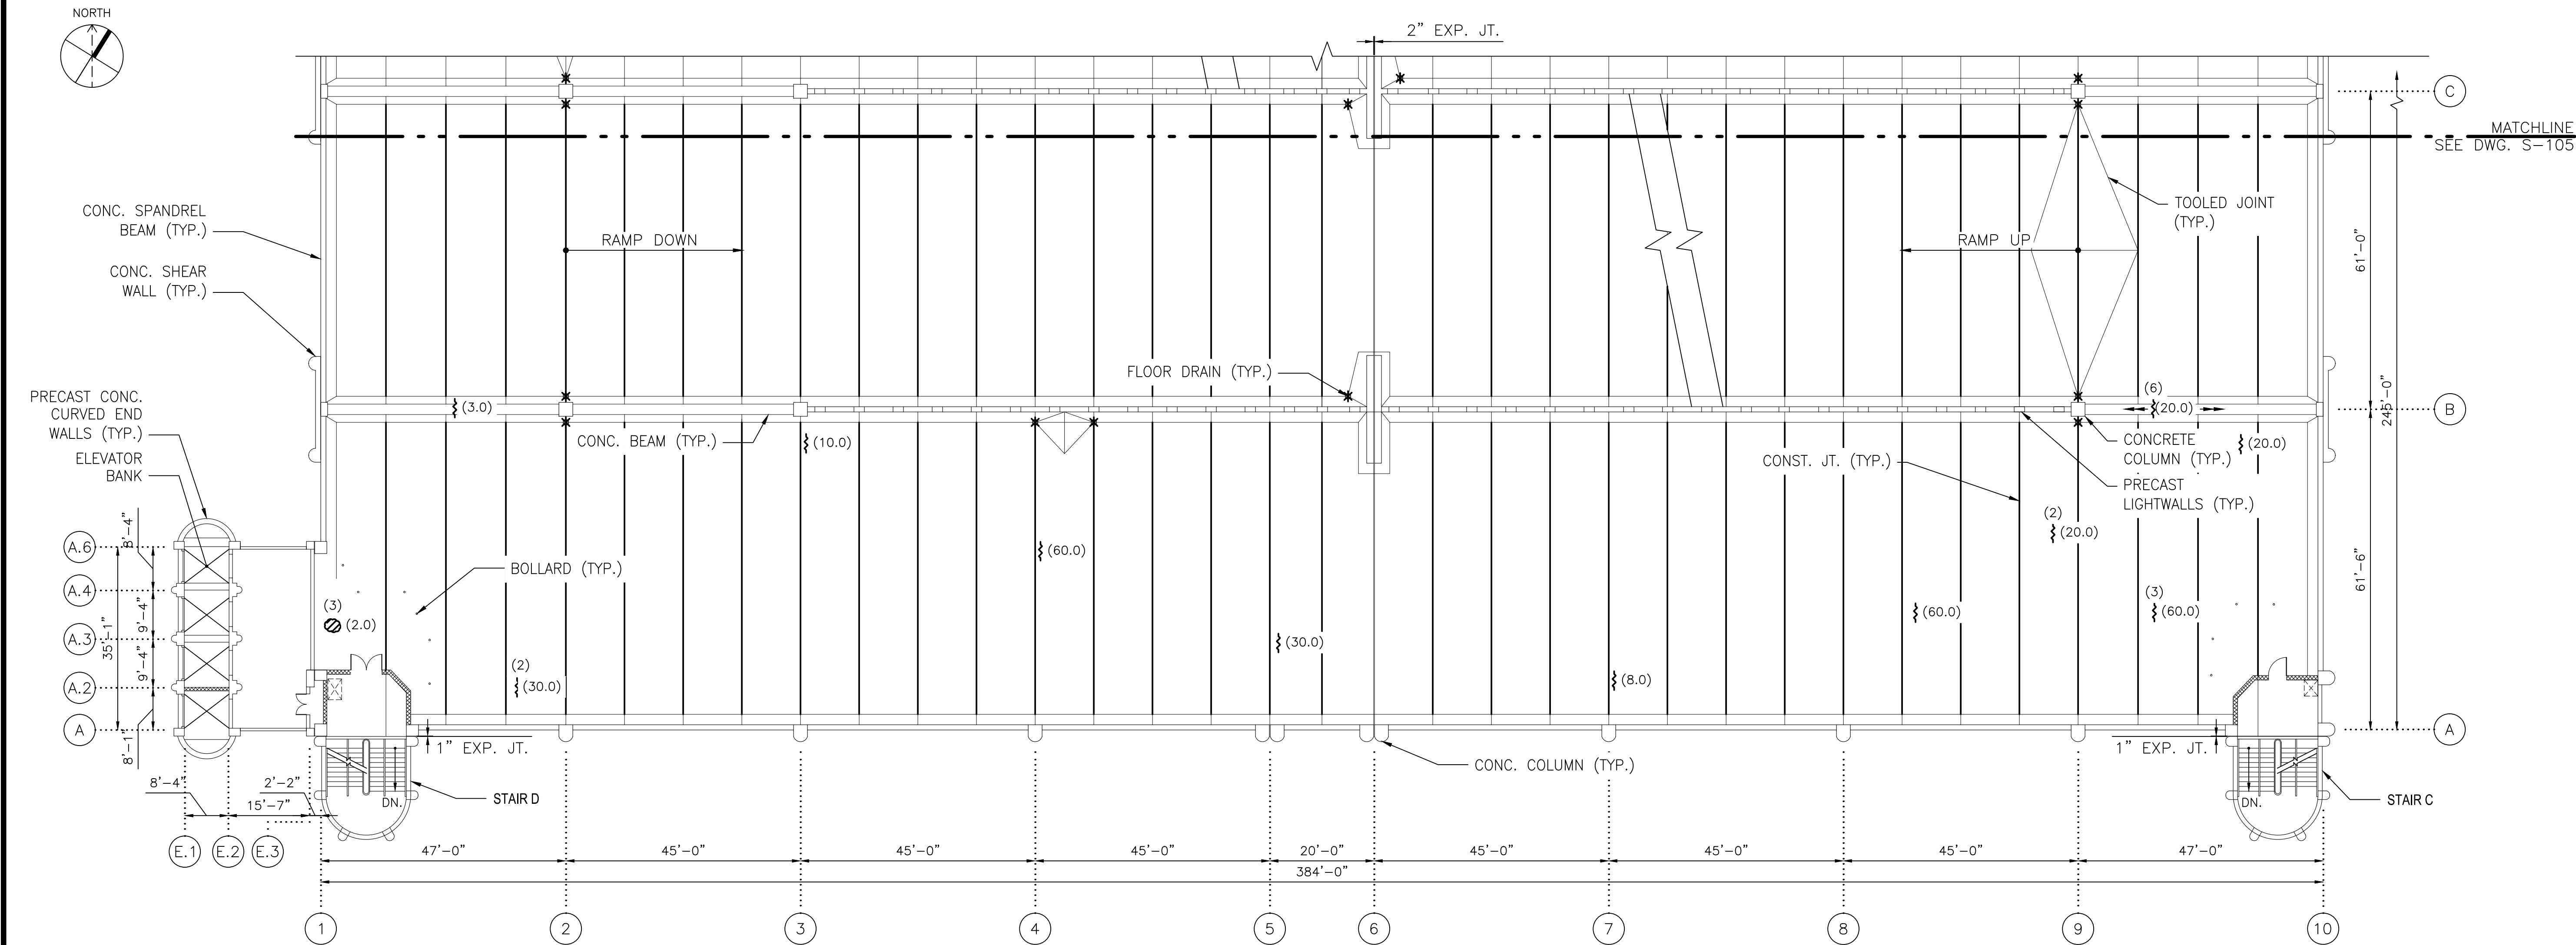 NORTH
2" EXP. JT.
C
MATCHLINE
SEE DWG. S-105
CONC. SPANDREL
BEAM (TYP.)
TOOLED JOINT
(TYP.)
RAMP DOWN
RAMP UP
61'-0"
CONC. SHEAR
WALL (TYP.)
FLOOR DRAIN (TYP.)
PRECAST CONC.
CURVED END
WALLS (TYP.)
(3.0)
(6)
(20.0)
B
245'-0"
CONC. BEAM (TYP.)
(10.0)
CONCRETE
COLUMN (TYP.)
(20.0)
ELEVATOR
BANK
CONST. JT. (TYP.)
PRECAST
LIGHTWALLS (TYP.)
(2)
(20.0)
8'-4"
A.6
(60.0)
61'-6"
BOLLARD (TYP.)
A.4
(3)
(2.0)
(60.0)
(3)
(60.0)
9'-4"
35'-1"
A.3
(30.0)
9'-4"
(2)
(30.0)
(8.0)
A.2
A
8'-1"
A
1" EXP. JT.
1" EXP. JT.
CONC. COLUMN (TYP.)
8'-4"
15'-7"
2'-2"
DN.
STAIR D
DN.
STAIR C
E.1
E.2
E.3
47'-0"
45'-0"
45'-0"
45'-0"
20'-0"
45'-0"
45'-0"
45'-0"
47'-0"
384'-0"
1
2
3
4
5
6
7
8
9
10